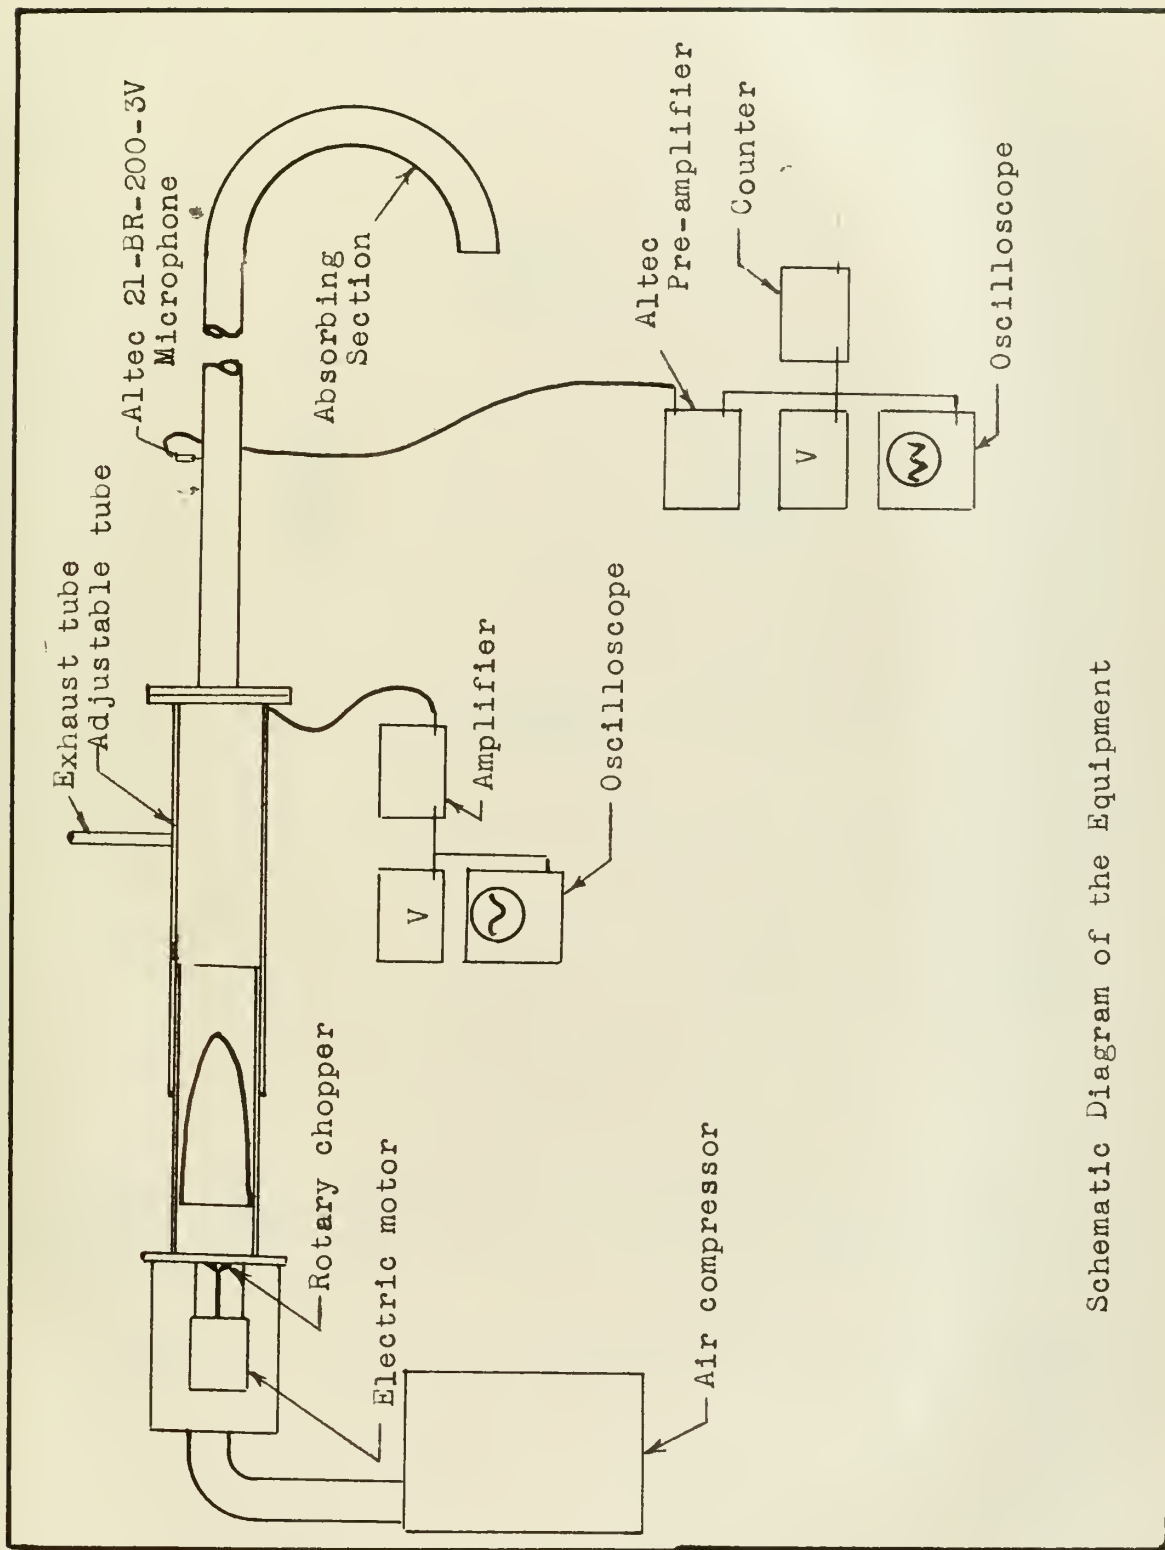 Exhaust tube
Adjustable tube
Altec 21-BR-200-3V
Microphone
Absorbing
Section
Rotary chopper
Electric motor
Air compressor
Amplifier
V
Oscilloscope
Altec
Pre-amplifier
Counter
V
Oscilloscope
Schematic Diagram of the Equipment